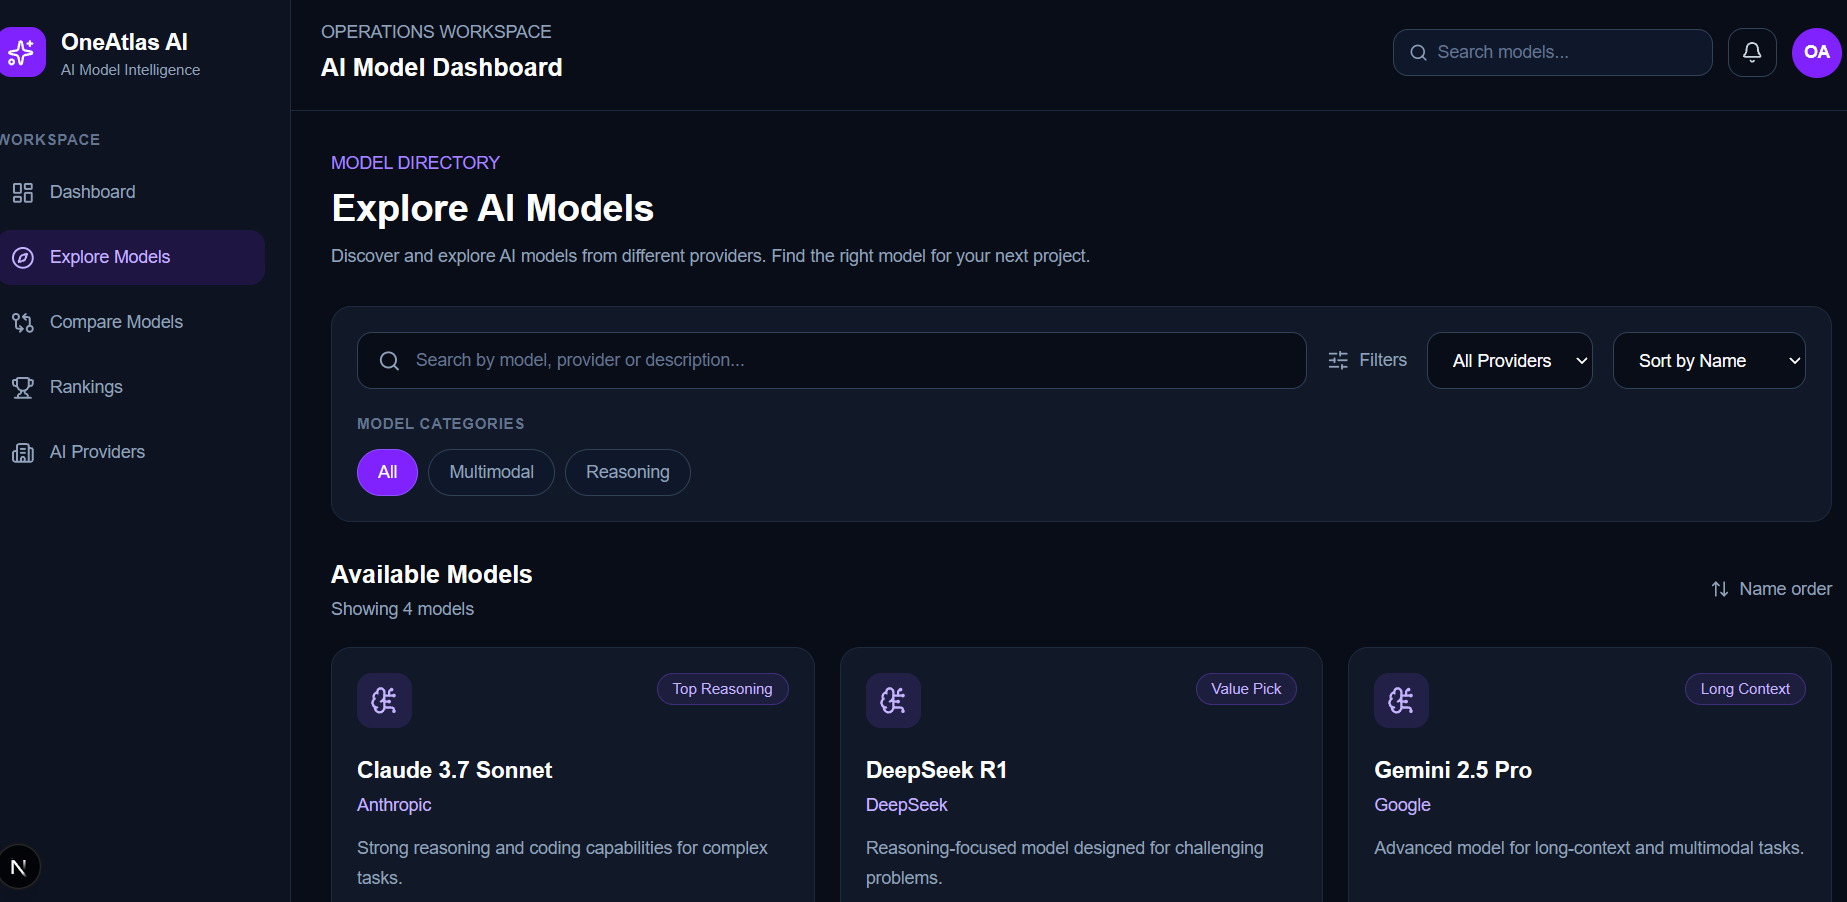 OneAtlas AI
AI Model Intelligence
WORKSPACE
Dashboard
Explore Models
Compare Models
Rankings
AI Providers
N
OPERATIONS WORKSPACE
AI Model Dashboard
Search models...
OA
MODEL DIRECTORY
Explore AI Models
Discover and explore AI models from different providers. Find the right model for your next project.
Search by model, provider or description...
Filters
All Providers
Sort by Name
MODEL CATEGORIES
All
Multimodal
Reasoning
Available Models
Showing 4 models
Name order
Top Reasoning
Claude 3.7 Sonnet
Anthropic
Strong reasoning and coding capabilities for complex
tasks.
Value Pick
DeepSeek R1
DeepSeek
Reasoning-focused model designed for challenging
problems.
Long Context
Gemini 2.5 Pro
Google
Advanced model for long-context and multimodal tasks.